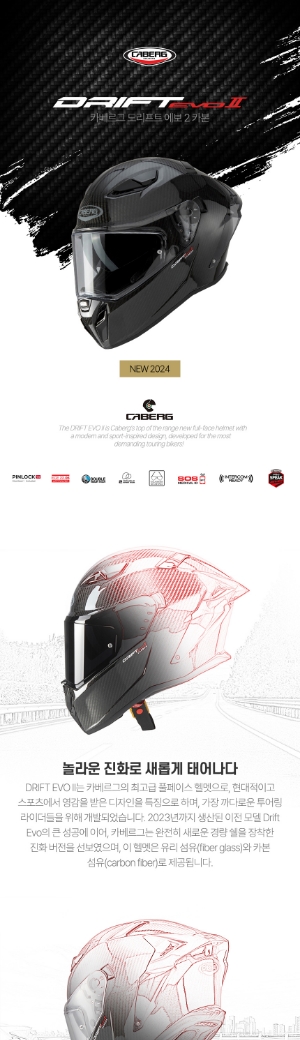 CABERG
DRIFT EVO II
카베르그 드리프트 에보 2 카본
CABERG
NEW 2024
CABERG
The DRIFT EVO II is Caberg's top of the range new full-face helmet with
a modern and sport-inspired design, developed for the most
demanding touring bikers!
PINLOCK
DOUBLE
SOS
INTERCOM
READY
SPEAK
DRIFT EVO
놀라운 진화로 새롭게 태어나다
DRIFT EVO II는 카베르그의 최고급 풀페이스 헬멧으로, 현대적이고
스포츠에서 영감을 받은 디자인을 특징으로 하며, 가장 까다로운 투어링
라이더들을 위해 개발되었습니다. 2023년까지 생산된 이전 모델 Drift
Evo의 큰 성공에 이어, 카베르그는 완전히 새로운 경량 쉘을 장착한
진화 버전을 선보였으며, 이 헬멧은 유리 섬유(fiber glass)와 카본
섬유(carbon fiber)로 제공됩니다.